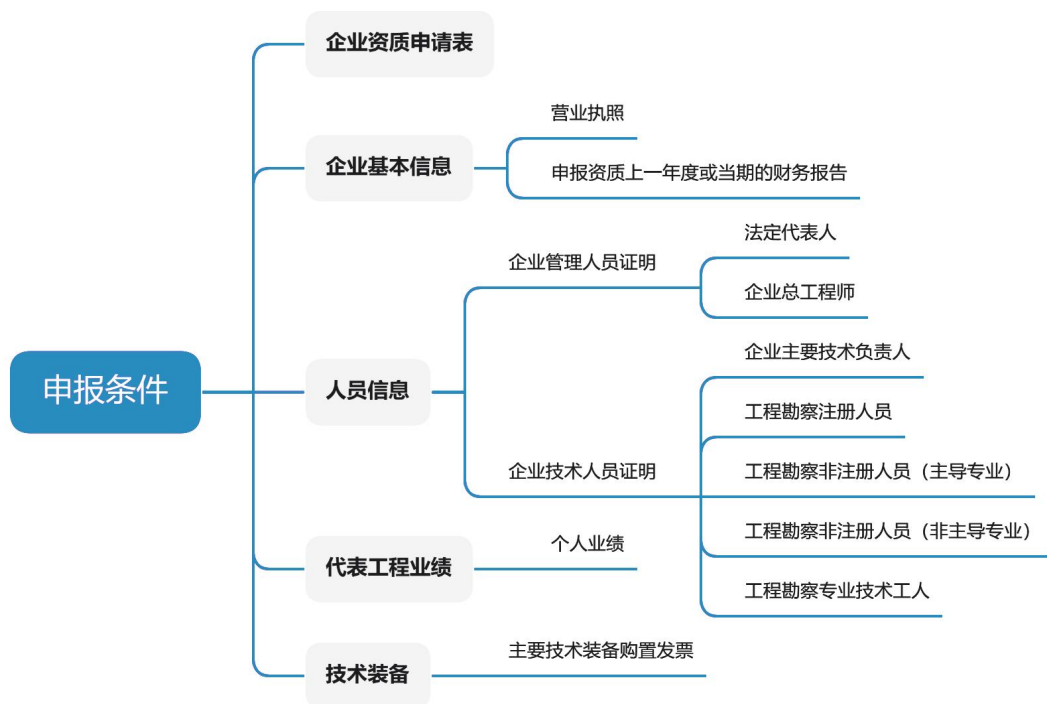 申报条件
企业资质申请表
企业基本信息
营业执照
申报资质上一年度或当期的财务报告
人员信息
企业管理人员证明
法定代表人
企业总工程师
企业技术人员证明
企业主要技术负责人
工程勘察注册人员
工程勘察非注册人员（主导专业）
工程勘察非注册人员（非主导专业）
工程勘察专业技术工人
代表工程业绩
个人业绩
技术装备
主要技术装备购置发票